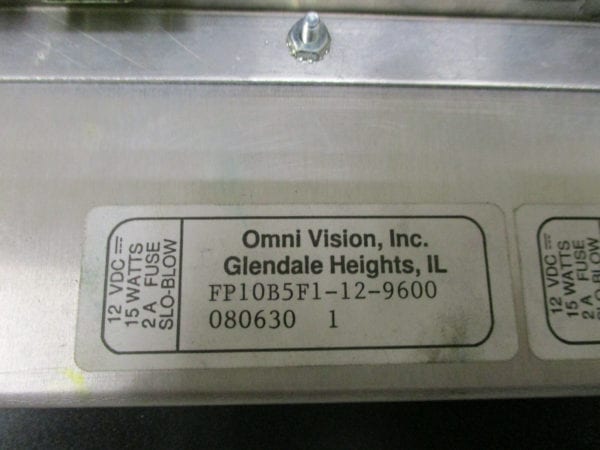 12 VDC ⎓
15 WATTS
2 A FUSE
SLO-BLOW
Omni Vision, Inc.
Glendale Heights, IL
FP10B5F1-12-9600
080630 1
12 VDC
15 WATTS
2 A FUSE
SLO-BLOW